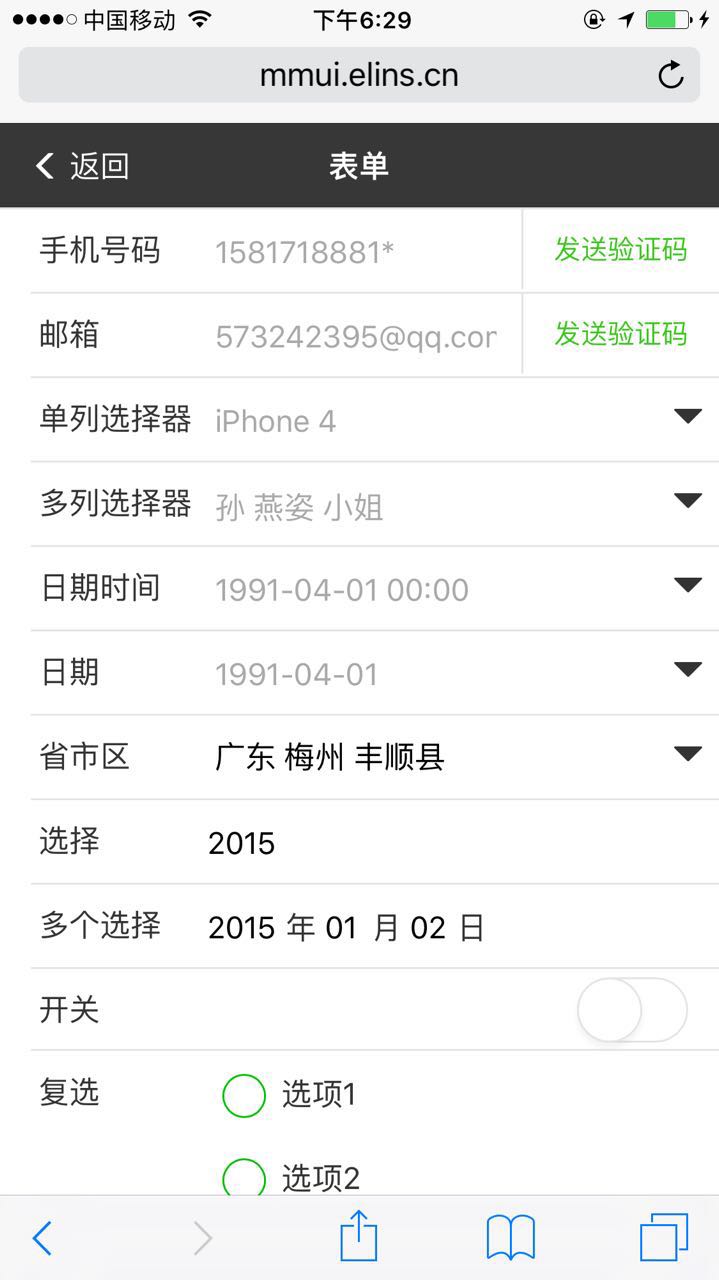 中国移动 下午6:29
mmui.elins.cn
返回 表单
手机号码 1581718881* 发送验证码
邮箱 573242395@qq.cor 发送验证码
单列选择器 iPhone 4
多列选择器 孙 燕姿 小姐
日期时间 1991-04-01 00:00
日期 1991-04-01
省市区 广东 梅州 丰顺县
选择 2015
多个选择 2015 年 01 月 02 日
开关
复选 选项1
选项2